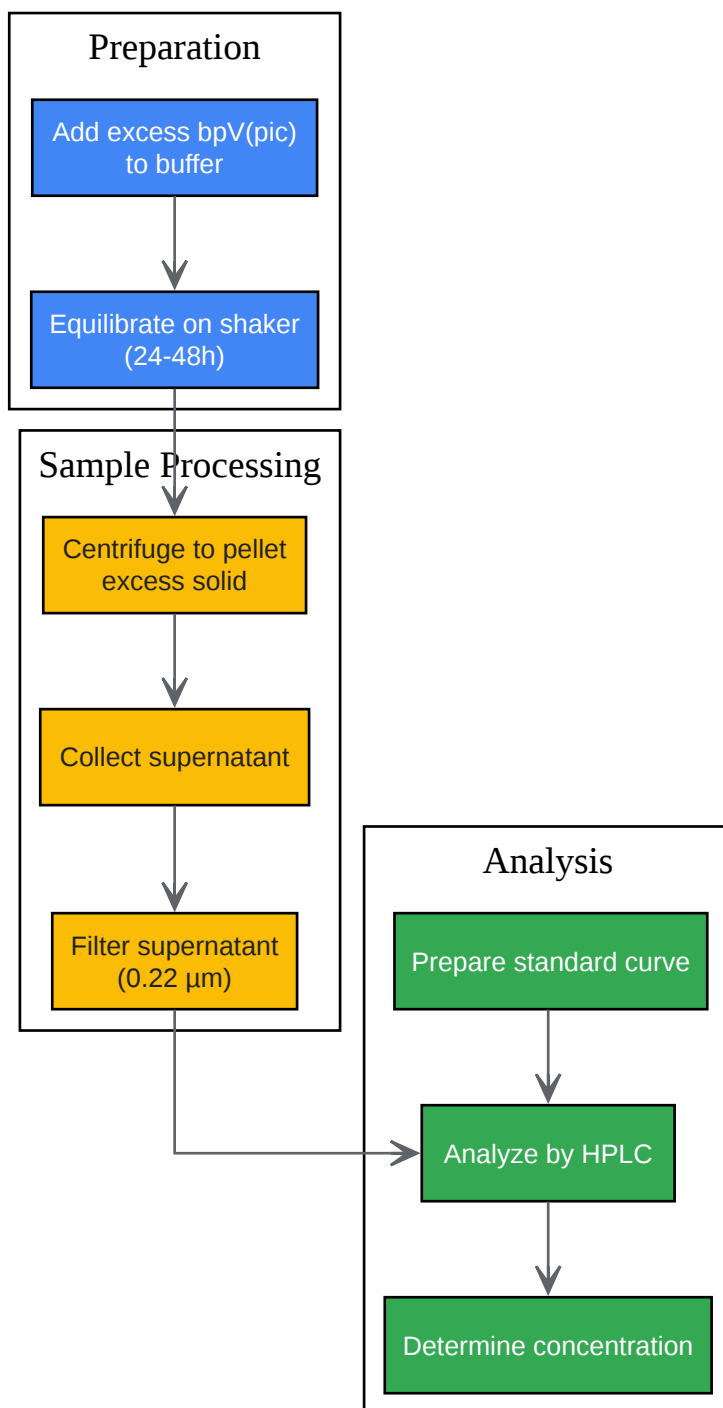 Preparation
Add excess bpV(pic)
to buffer
Equilibrate on shaker
(24-48h)
Sample Processing
Centrifuge to pellet
excess solid
Collect supernatant
Filter supernatant
(0.22 µm)
Analysis
Prepare standard curve
Analyze by HPLC
Determine concentration